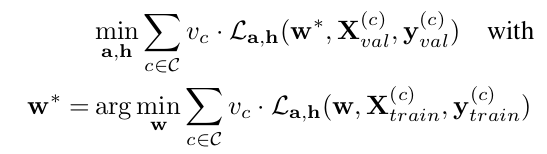 min_{a,h} ∑_{c∈𝒞} v_c · ℒ_{a,h}(w*, X_{val}^{(c)}, y_{val}^{(c)}) with
w* = arg min_w ∑_{c∈𝒞} v_c · ℒ_{a,h}(w, X_{train}^{(c)}, y_{train}^{(c)})